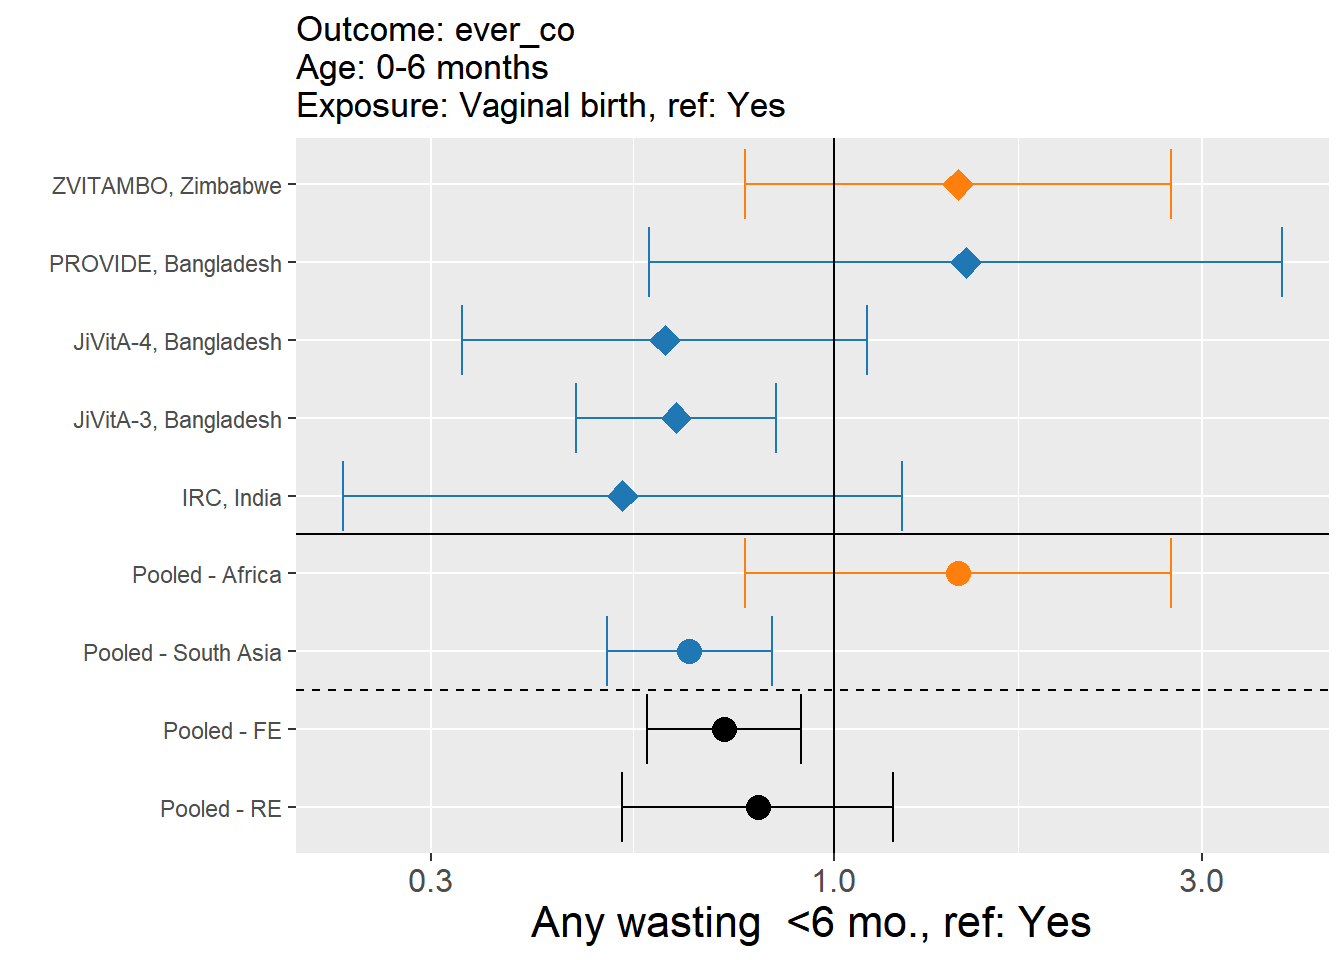 Outcome: ever_co
Age: 0-6 months
Exposure: Vaginal birth, ref: Yes
ZVITAMBO, Zimbabwe
PROVIDE, Bangladesh
JiVitA-4, Bangladesh
JiVitA-3, Bangladesh
IRC, India
Pooled - Africa
Pooled - South Asia
Pooled - FE
Pooled - RE
0.3 1.0 3.0
Any wasting  <6 mo., ref: Yes